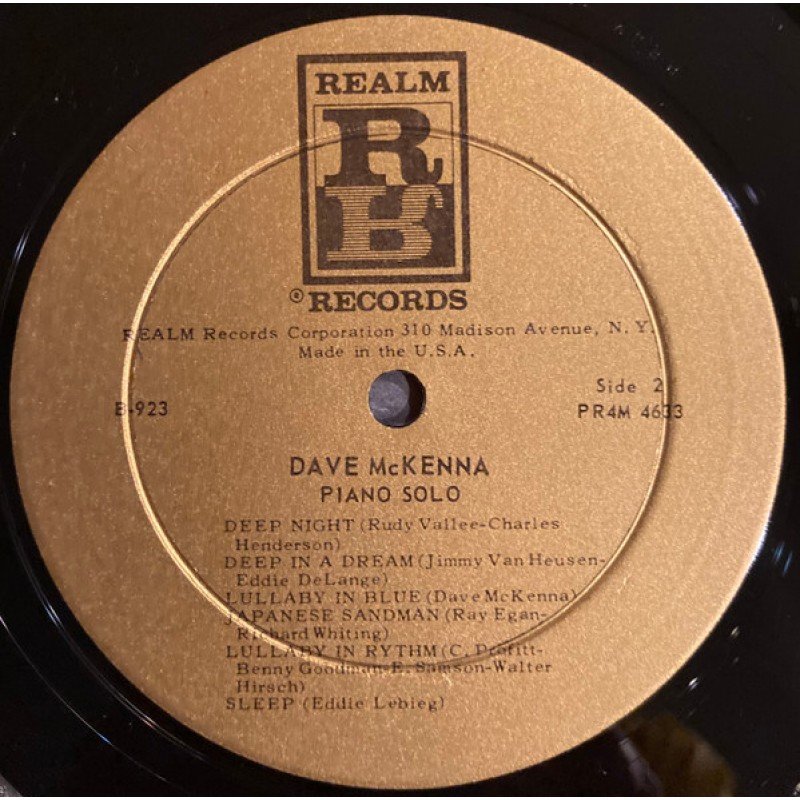 REALM
R
R
© RECORDS
REALM Records Corporation 310 Madison Avenue, N. Y.
Made in the U.S.A.
Side 2
B-923
PR4M 4633
DAVE McKENNA
PIANO SOLO
DEEP NIGHT (Rudy Vallee-Charles
Henderson)
DEEP IN A DREAM (Jimmy Van Heusen-
Eddie DeLange)
LULLABY IN BLUE (Dave McKenna)
JAPANESE SANDMAN (Ray Egan-
Richard Whiting)
LULLABY IN RYTHM (C. Profitt-
Benny Goodman-E. Samson-Walter
Hirsch)
SLEEP (Eddie Lebieg)